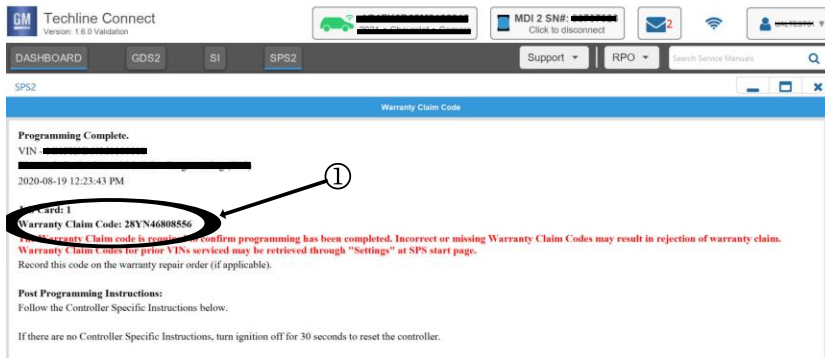 GM
Techline Connect
Version: 1.6.0 Validation
MDI 2 SN#:
Click to disconnect
2
DASHBOARD GDS2 SI SPS2
Support RPO Search Service Manuals
SPS2
Warranty Claim Code
Programming Complete.
VIN -
2020-08-19 12:23:43 PM
1
Job Card: 1
Warranty Claim Code: 28YN46808556
The Warranty Claim code is required to confirm programming has been completed. Incorrect or missing Warranty Claim Codes may result in rejection of warranty claim.
Warranty Claim Codes for prior VINs serviced may be retrieved through "Settings" at SPS start page.
Record this code on the warranty repair order (if applicable).
Post Programming Instructions:
Follow the Controller Specific Instructions below.
If there are no Controller Specific Instructions, turn ignition off for 30 seconds to reset the controller.